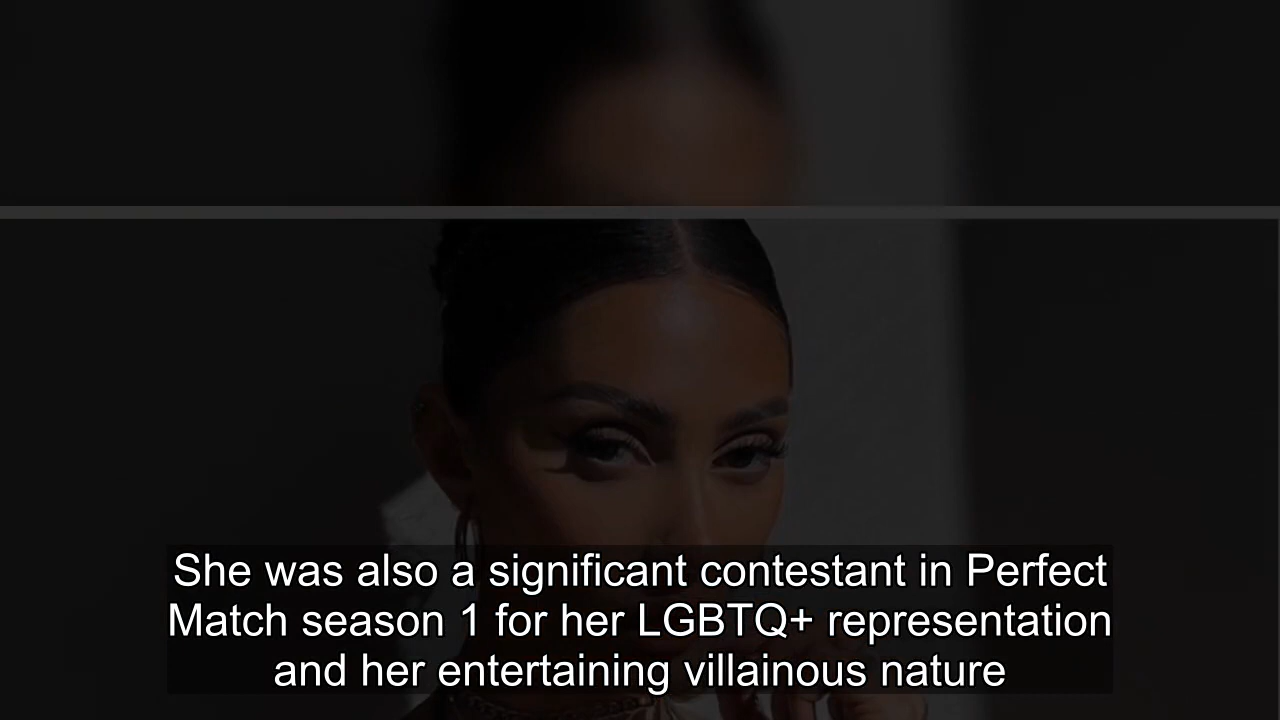 She was also a significant contestant in Perfect
Match season 1 for her LGBTQ+ representation
and her entertaining villainous nature